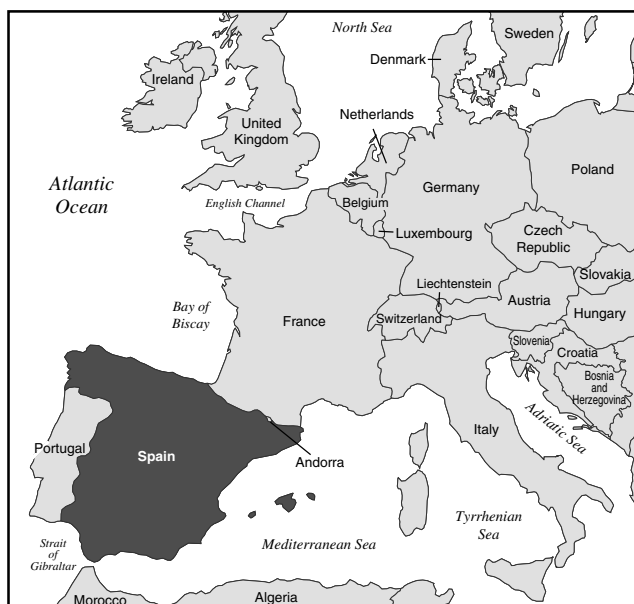 North Sea
Sweden
Denmark
Ireland
Netherlands
United
Kingdom
Poland
Atlantic
Ocean
Germany
English Channel
Belgium
Luxembourg
Czech
Republic
Slovakia
Liechtenstein
Austria
Bay of
Biscay
France
Switzerland
Hungary
Slovenia
Croatia
Bosnia
and
Herzegovina
Adriatic Sea
Italy
Portugal
Spain
Andorra
Tyrrhenian
Sea
Strait
of
Gibraltar
Mediterranean Sea
Morocco
Algeria